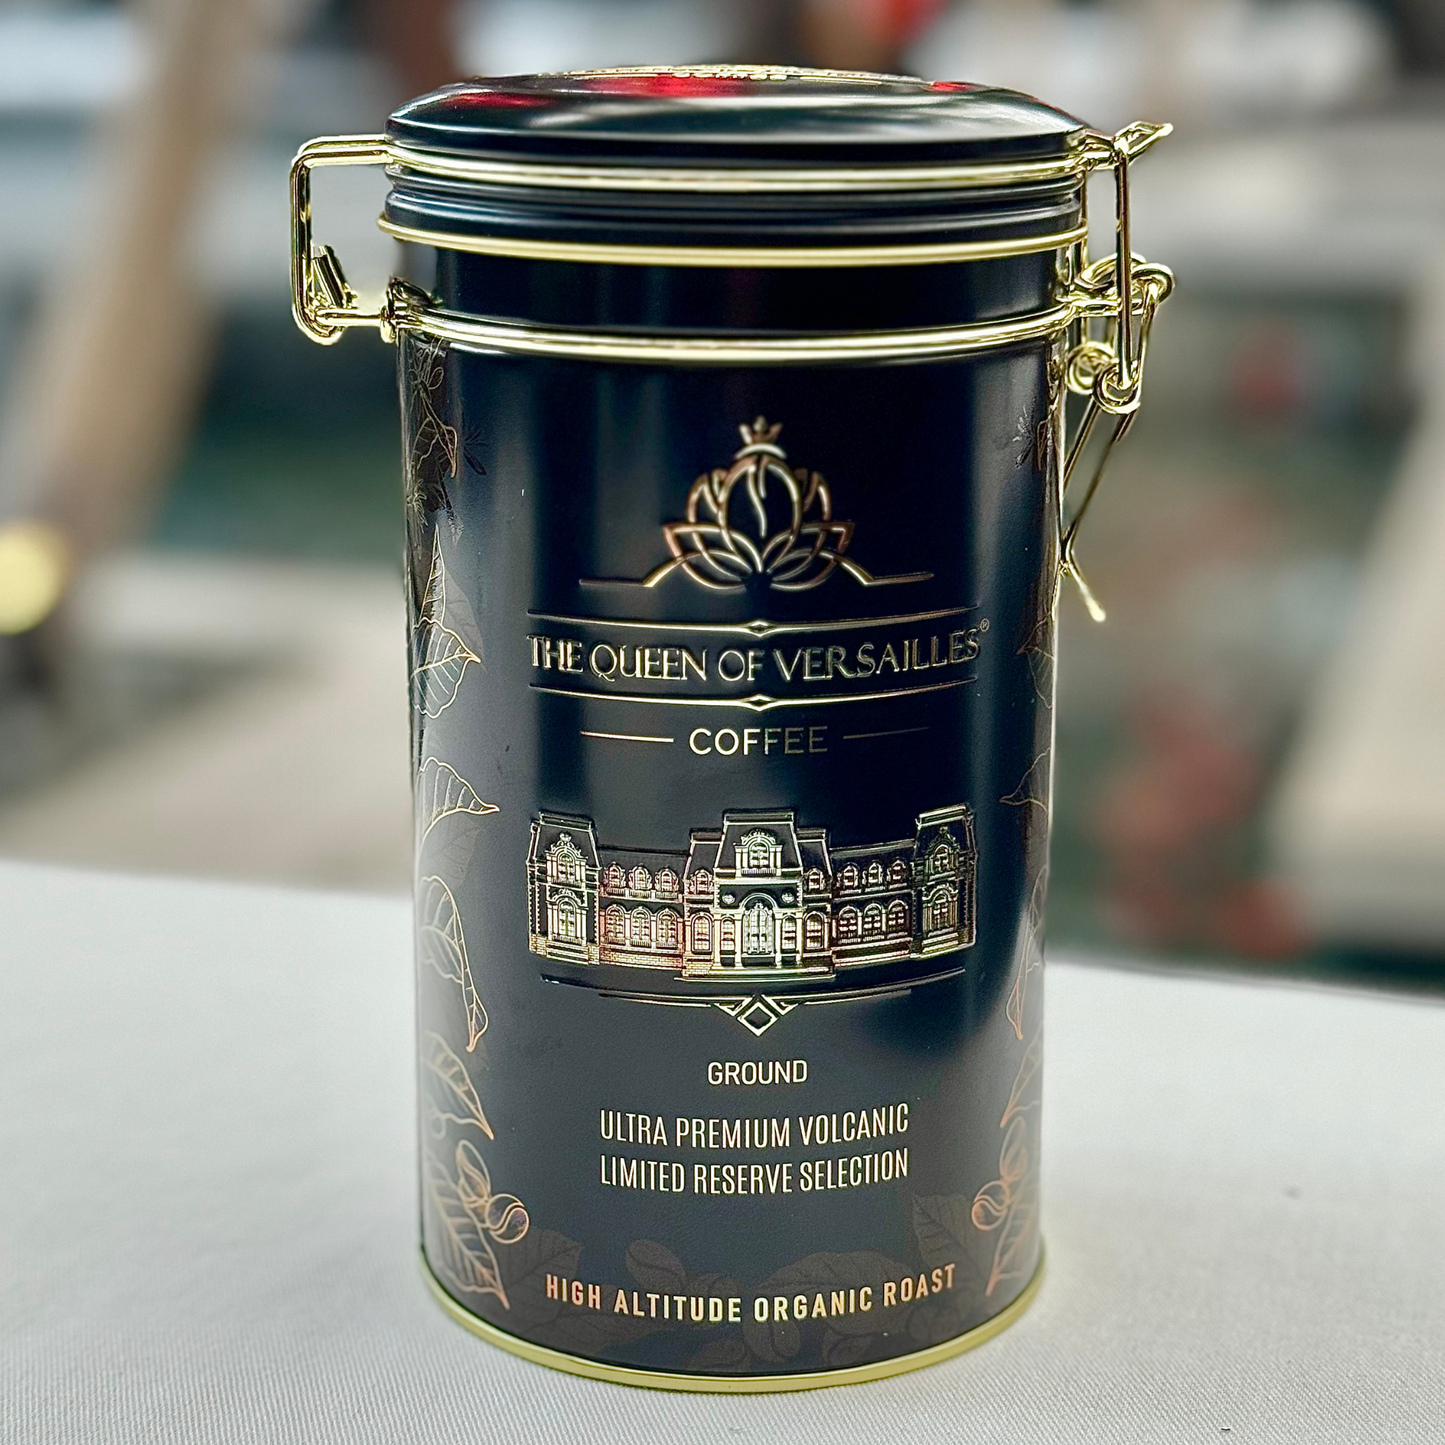 THE QUEEN OF VERSAILLES®
COFFEE
GROUND
ULTRA PREMIUM VOLCANIC
LIMITED RESERVE SELECTION
HIGH ALTITUDE ORGANIC ROAST